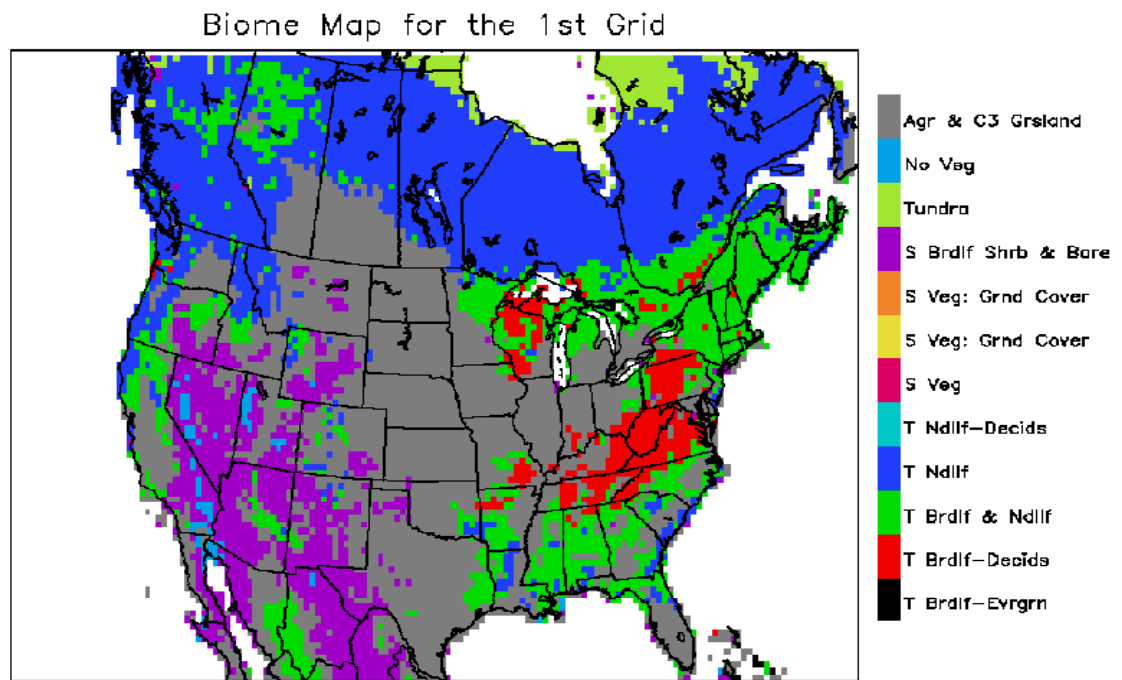 Biome Map for the 1st Grid
Agr & C3 Grsland
No Veg
Tundra
S Brdlf Shrb & Bare
S Veg: Grnd Cover
S Veg: Grnd Cover
S Veg
T Ndllf-Decids
T Ndllf
T Brdlf & Ndllf
T Brdlf-Decids
T Brdlf-Evrgrn